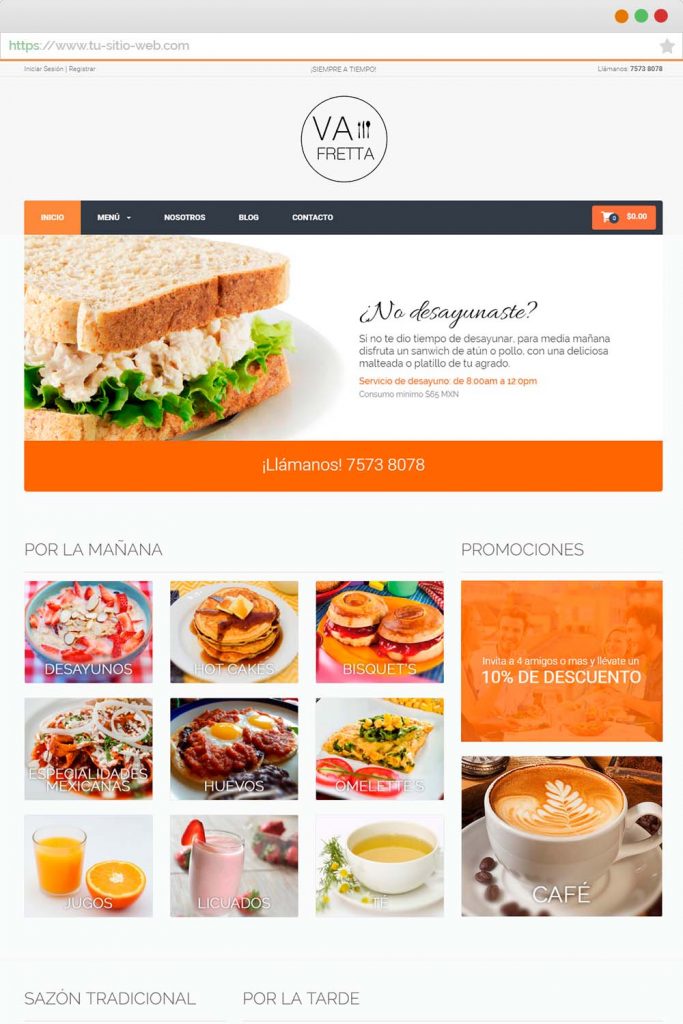 https://www.tu-sitio-web.com
Iniciar Sesión | Registrar
¡SIEMPRE A TIEMPO!
Llámanos: 7573 8078
VA
FRETTA
INICIO
MENÚ
NOSOTROS
BLOG
CONTACTO
0
$0.00
¿No desayunaste?
Si no te dio tiempo de desayunar, para media mañana
disfruta un sanwich de atún o pollo, con una deliciosa
malteada o platillo de tu agrado.
Servicio de desayuno: de 8:00am a 12:0pm
Consumo mínimo $65 MXN
¡Llámanos! 7573 8078
POR LA MAÑANA
DESAYUNOS
HOT CAKES
BISQUET'S
ESPECIALIDADES
MEXICANAS
HUEVOS
OMELETTE'S
JUGOS
LICUADOS
TÉ
PROMOCIONES
Invita a 4 amigos o mas y llévate un
10% DE DESCUENTO
CAFÉ
SAZÓN TRADICIONAL
POR LA TARDE